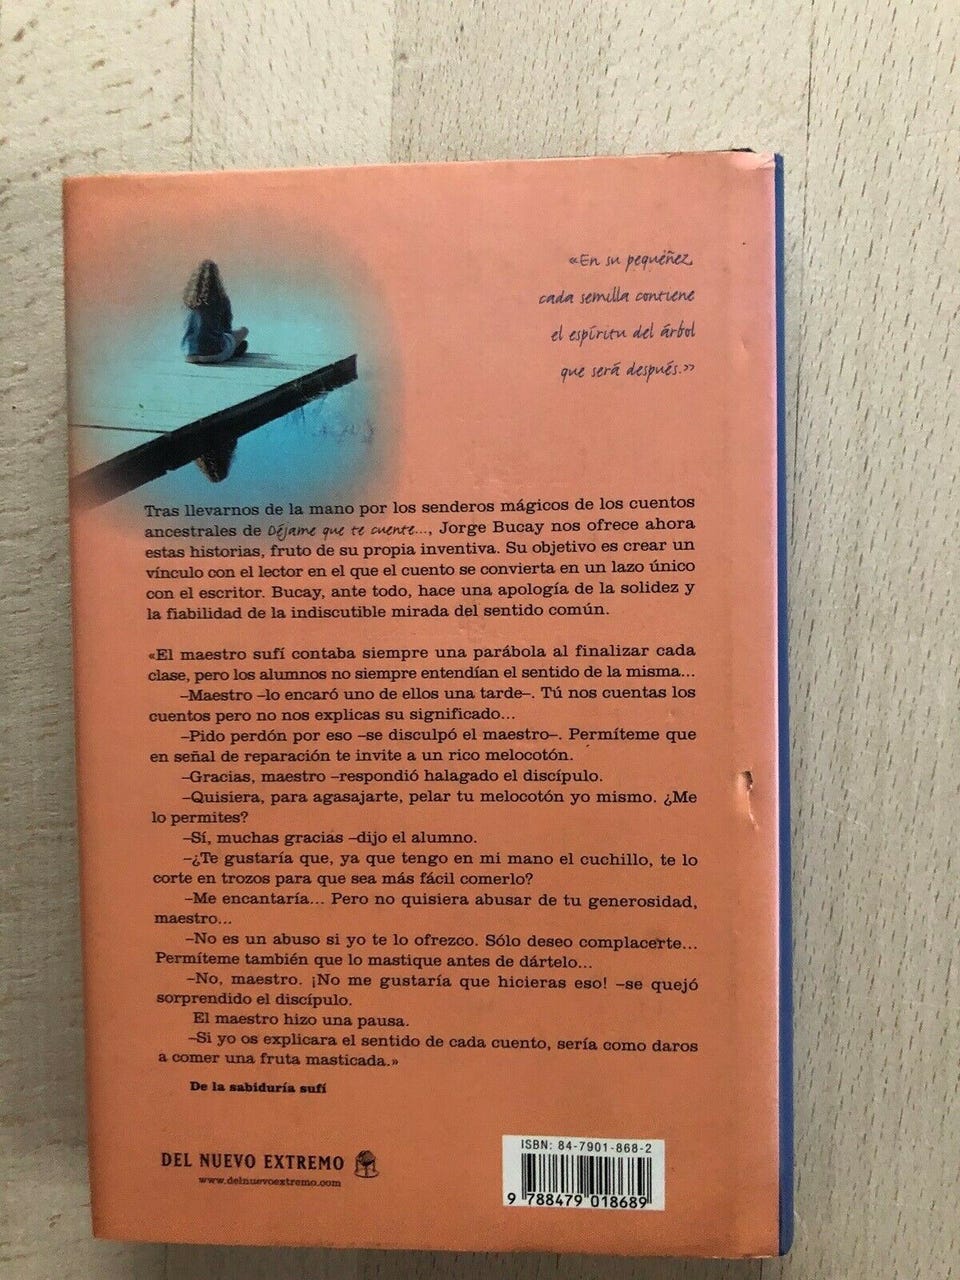 «En su pequéñez,
cada semilla contiene
el espíritu del árbol
que será después.»
Tras llevarnos de la mano por los senderos mágicos de los cuentos
ancestrales de Déjame que te cuente..., Jorge Bucay nos ofrece ahora
estas historias, fruto de su propia inventiva. Su objetivo es crear un
vínculo con el lector en el que el cuento se convierta en un lazo único
con el escritor. Bucay, ante todo, hace una apología de la solidez y
la fiabilidad de la indiscutible mirada del sentido común.
«El maestro sufí contaba siempre una parábola al finalizar cada
clase, pero los alumnos no siempre entendían el sentido de la misma...
–Maestro –lo encaró uno de ellos una tarde–. Tú nos cuentas los
cuentos pero no nos explicas su significado...
–Pido perdón por eso –se disculpó el maestro–. Permíteme que
en señal de reparación te invite a un rico melocotón.
–Gracias, maestro –respondió halagado el discípulo.
–Quisiera, para agasajarte, pelar tu melocotón yo mismo. ¿Me
lo permites?
–Sí, muchas gracias –dijo el alumno.
–¿Te gustaría que, ya que tengo en mi mano el cuchillo, te lo
corte en trozos para que sea más fácil comerlo?
–Me encantaría... Pero no quisiera abusar de tu generosidad,
maestro...
–No es un abuso si yo te lo ofrezco. Sólo deseo complacerte...
Permíteme también que lo mastique antes de dártelo...
–No, maestro. ¡No me gustaría que hicieras eso! –se quejó
sorprendido el discípulo.
El maestro hizo una pausa.
–Si yo os explicara el sentido de cada cuento, sería como daros
a comer una fruta masticada.»
De la sabiduría sufí
DEL NUEVO EXTREMO
www.delnuevoextremo.com
ISBN: 84-7901-868-2
9 788479 018689